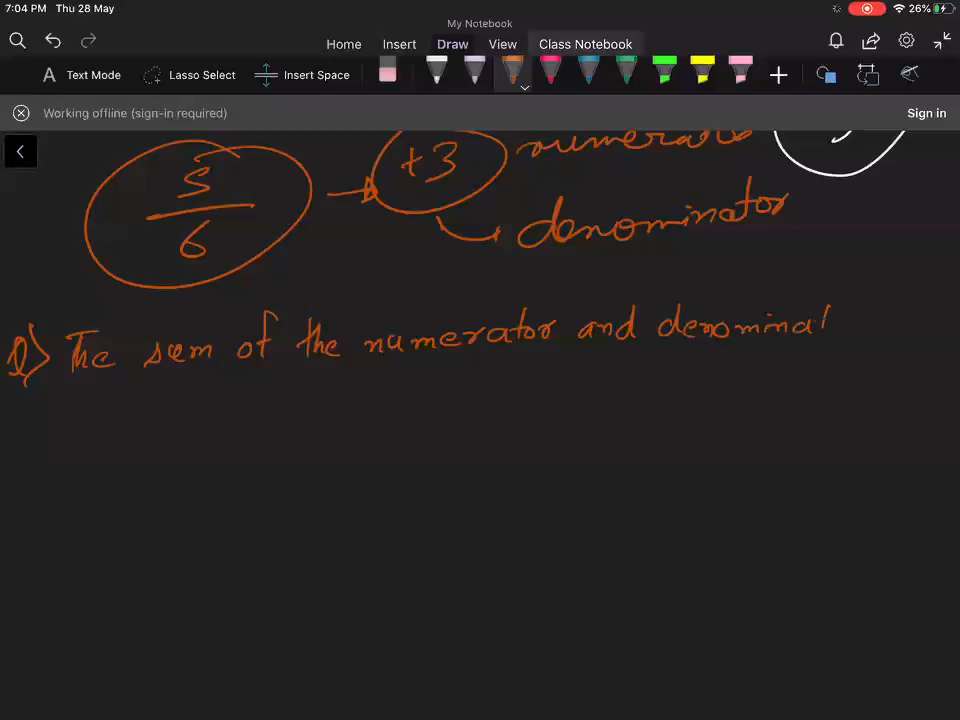 7:04 PM Thu 28 May 26%
My Notebook
Home Insert Draw View Class Notebook
Text Mode Lasso Select Insert Space
Working offline (sign-in required) Sign in
5 +3
6 denominator
Q> The sum of the numerator and denominat